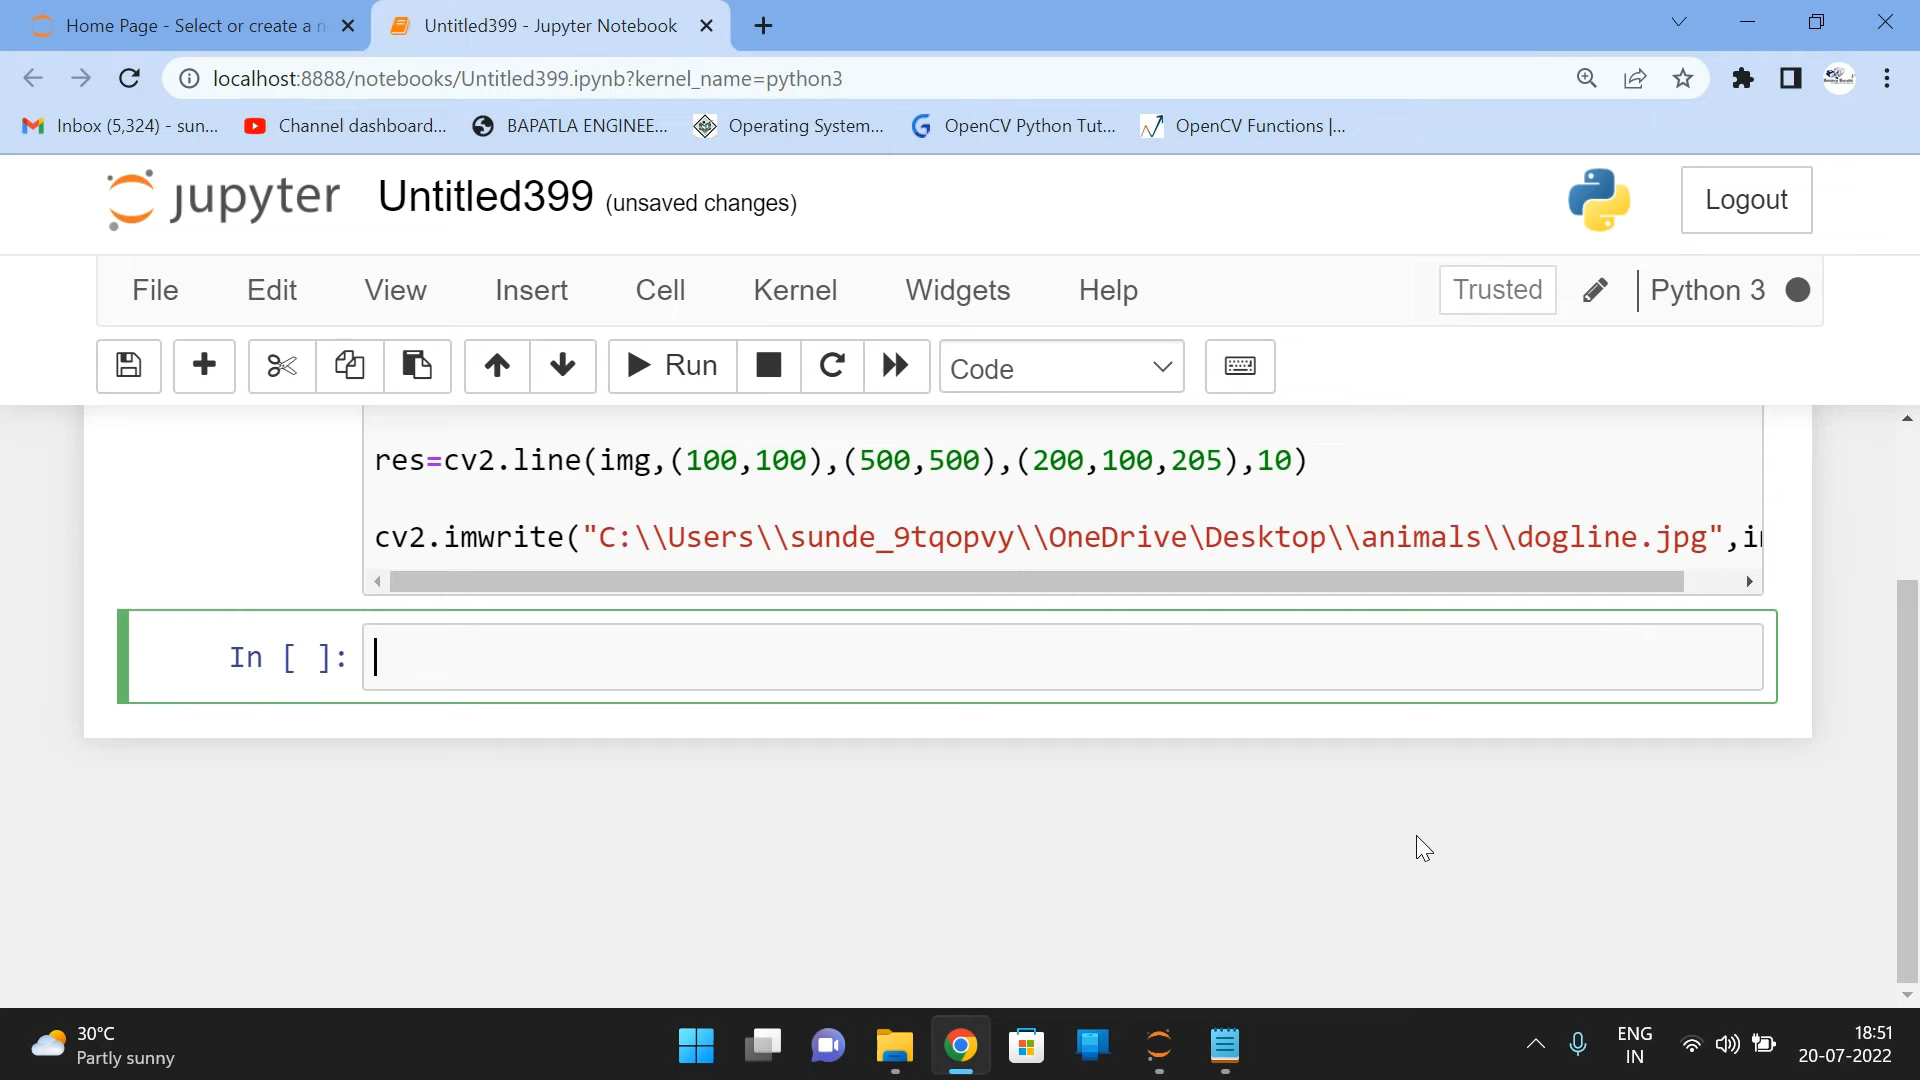 Home Page - Select or create a n
Untitled399 - Jupyter Notebook
localhost:8888/notebooks/Untitled399.ipynb?kernel_name=python3
Inbox (5,324) - sun...
Channel dashboard...
BAPATLA ENGINEE...
Operating System...
OpenCV Python Tut...
OpenCV Functions |...
jupyter
Untitled399 (unsaved changes)
Logout
File Edit View Insert Cell Kernel Widgets Help
Trusted
Python 3
Run
Code
res=cv2.line(img,(100,100),(500,500),(200,100,205),10)
cv2.imwrite("C:\\Users\\sunde_9tqopvy\\OneDrive\Desktop\\animals\\dogline.jpg",i
In [ ]:
30°C
Partly sunny
ENG
IN
18:51
20-07-2022